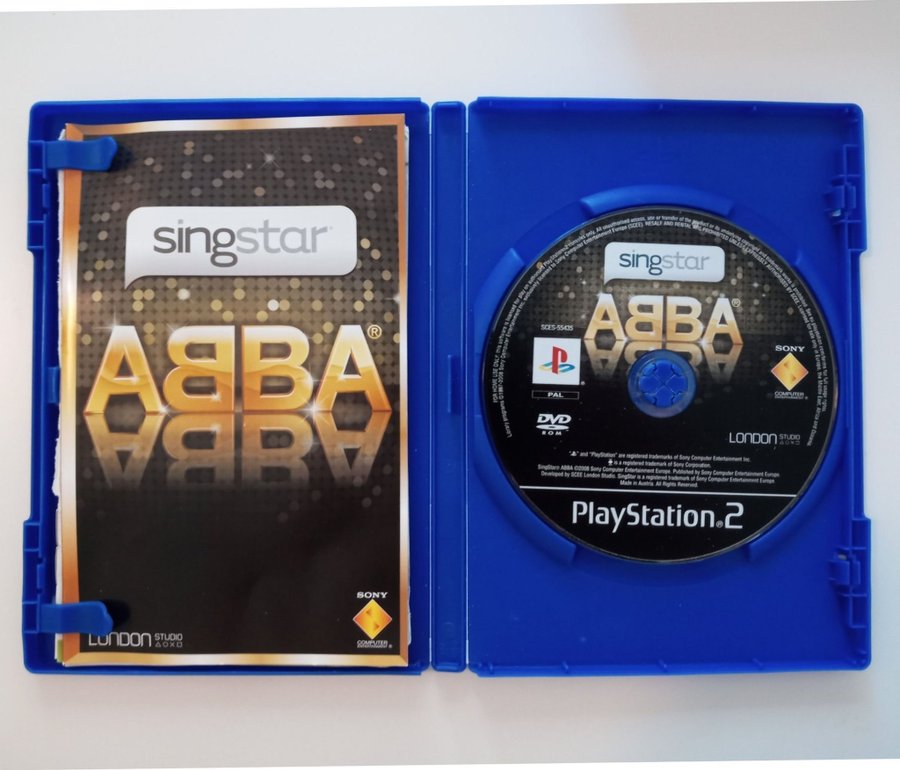 singstar
ABBA®
LONDON STUDIO
SONY
COMPUTER
ENTERTAINMENT®
singstar
ABBA®
SCES-55435
PAL
DVD
ROM
SONY
COMPUTER
ENTERTAINMENT®
LONDON STUDIO
and "PlayStation" are registered trademarks of Sony Computer Entertainment Inc.
is a registered trademark of Sony Corporation.
SingStar® ABBA ©2008 Sony Computer Entertainment Europe. Published by Sony Computer Entertainment Europe.
Developed by SCEE London Studio. SingStar is a registered trademark of Sony Computer Entertainment Europe
Made in Austria. All Rights Reserved.
PlayStation®2